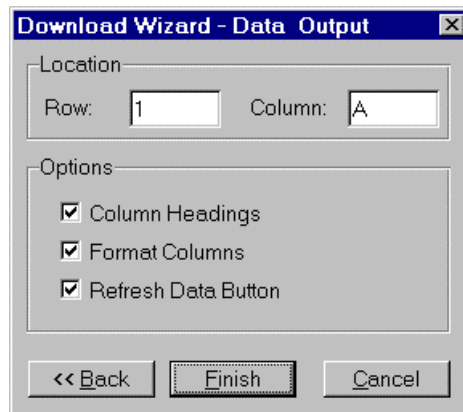 Download Wizard - Data  Output
Location
Row: 1 Column: A
Options
Column Headings
Format Columns
Refresh Data Button
<< Back Finish Cancel